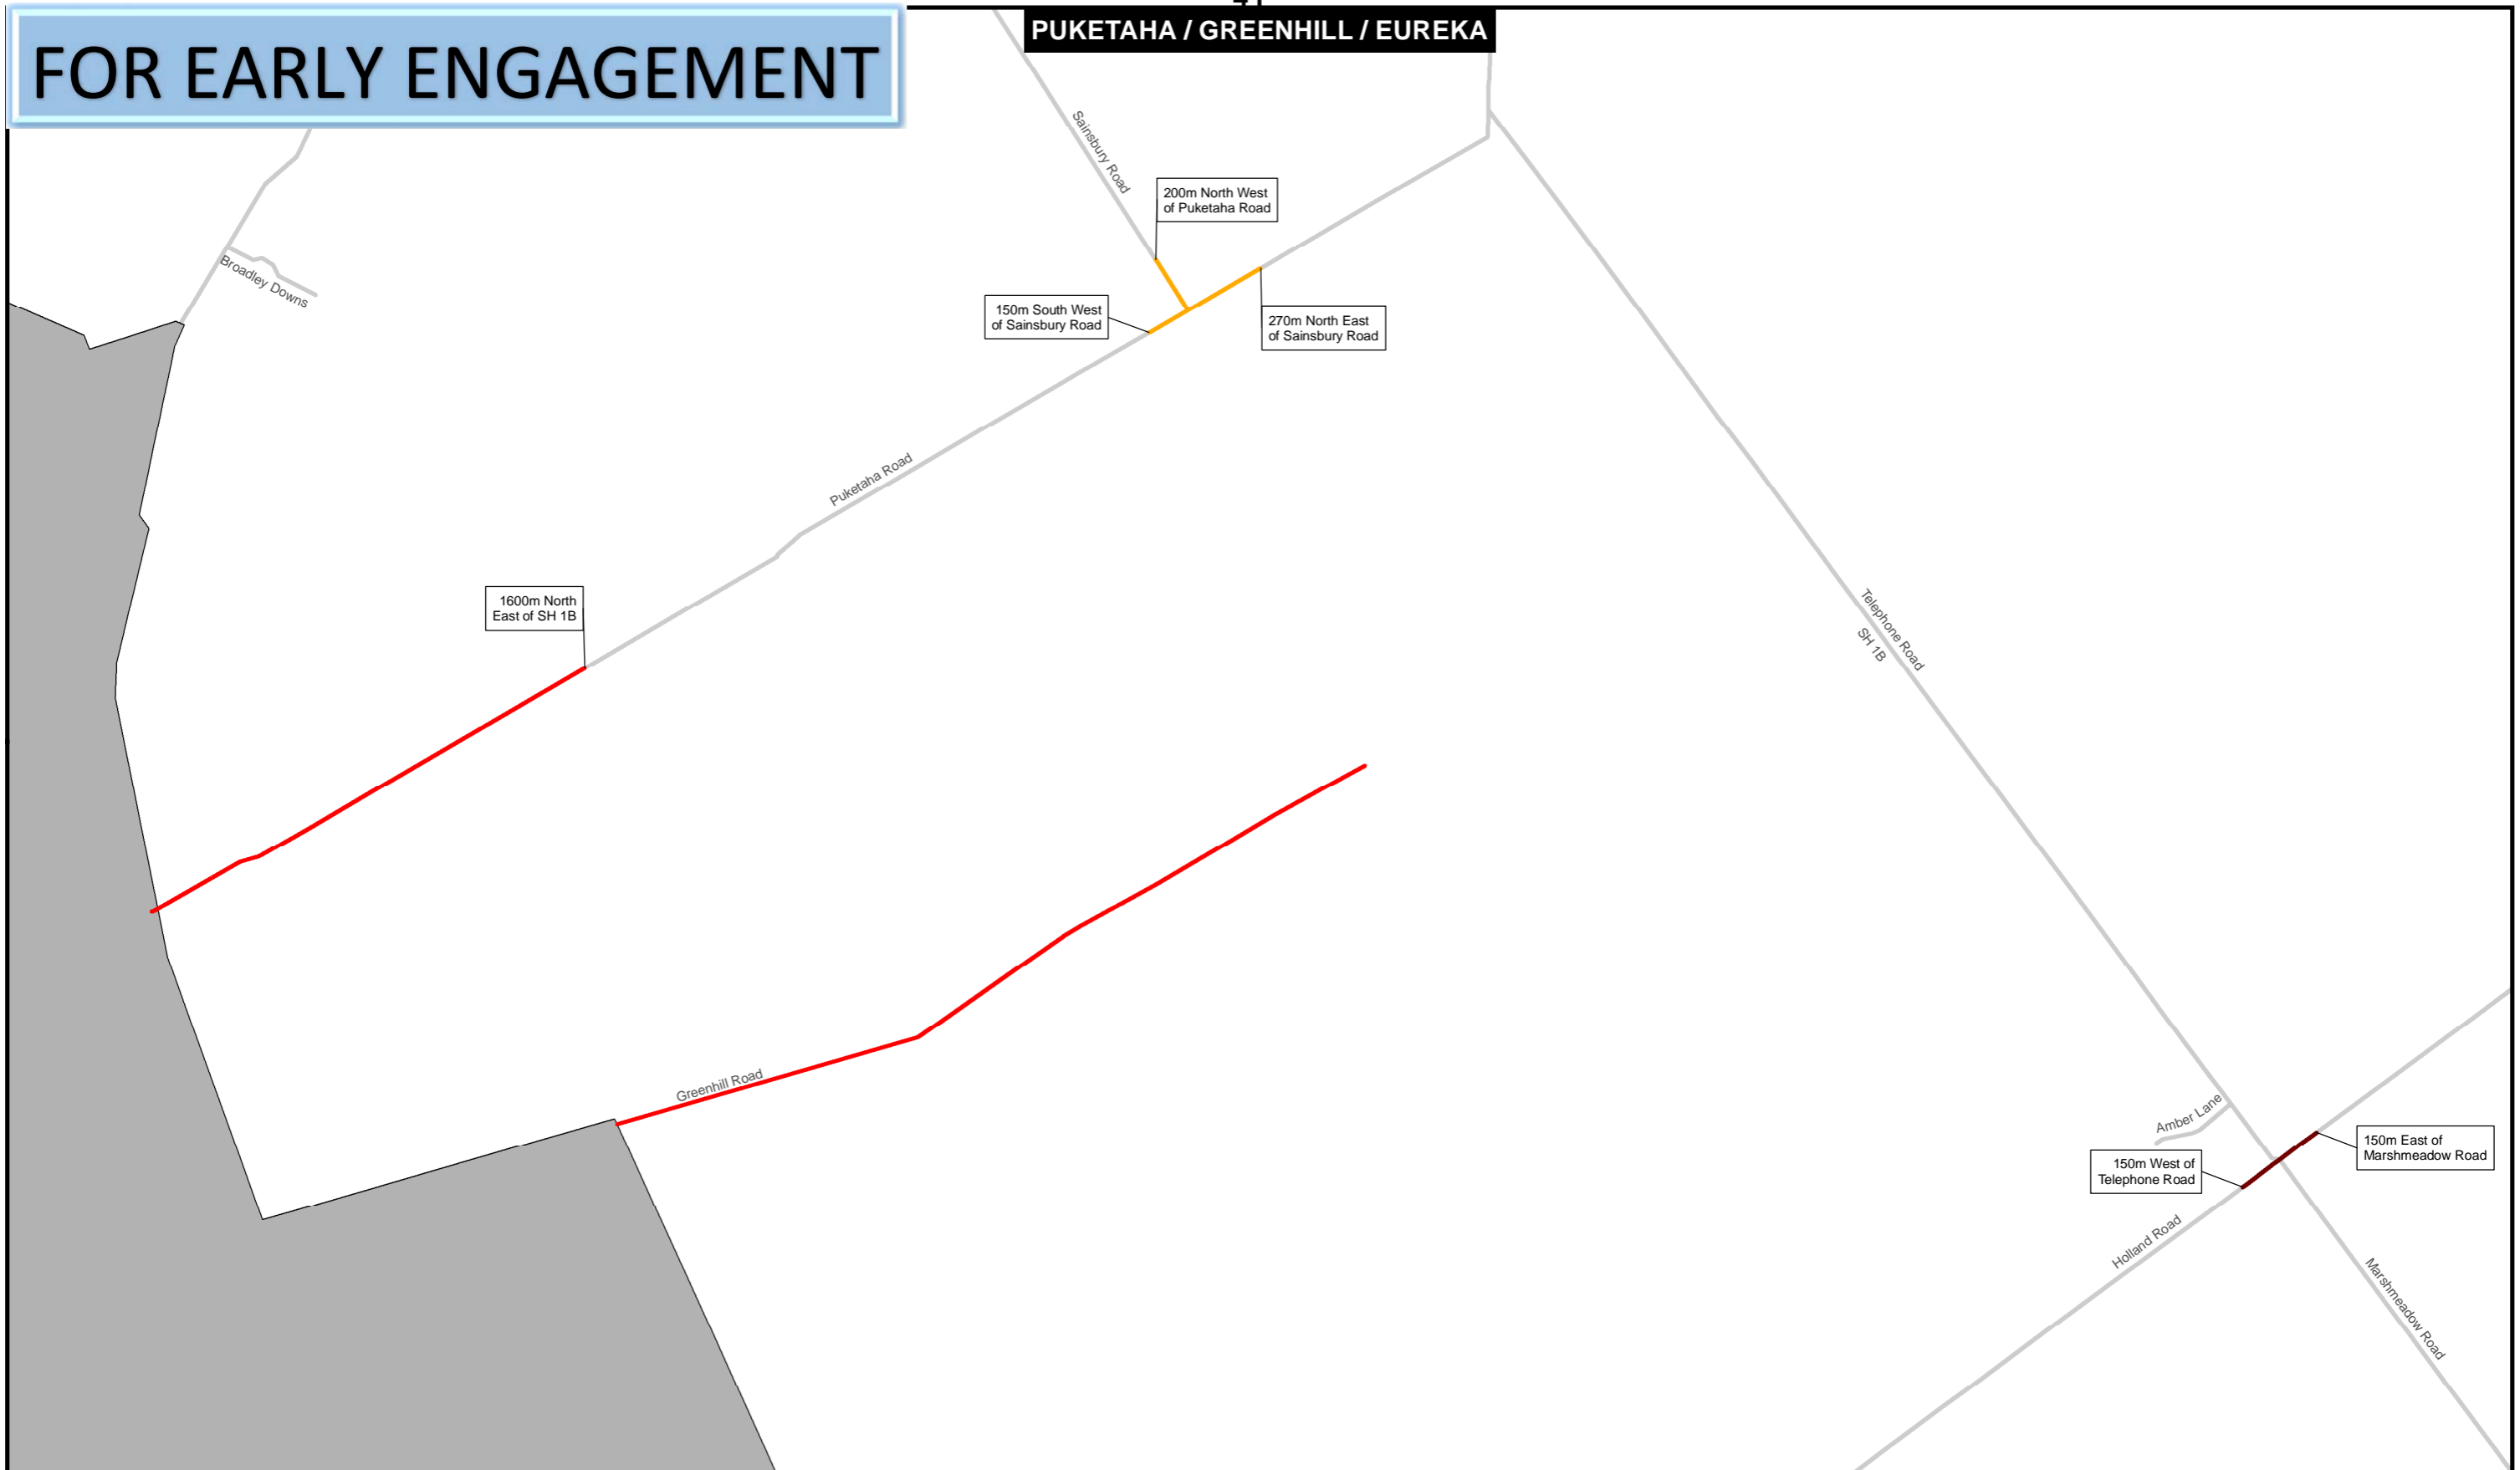 PUKETAHA / GREENHILL / EUREKA
FOR EARLY ENGAGEMENT
Sainsbury Road
200m North West
of Puketaha Road
Broadley Downs
150m South West
of Sainsbury Road
270m North East
of Sainsbury Road
Puketaha Road
1600m North
East of SH 1B
Telephone Road
SH 1B
Greenhill Road
Amber Lane
150m East of
Marshmeadow Road
150m West of
Telephone Road
Holland Road
Marshmeadow Road